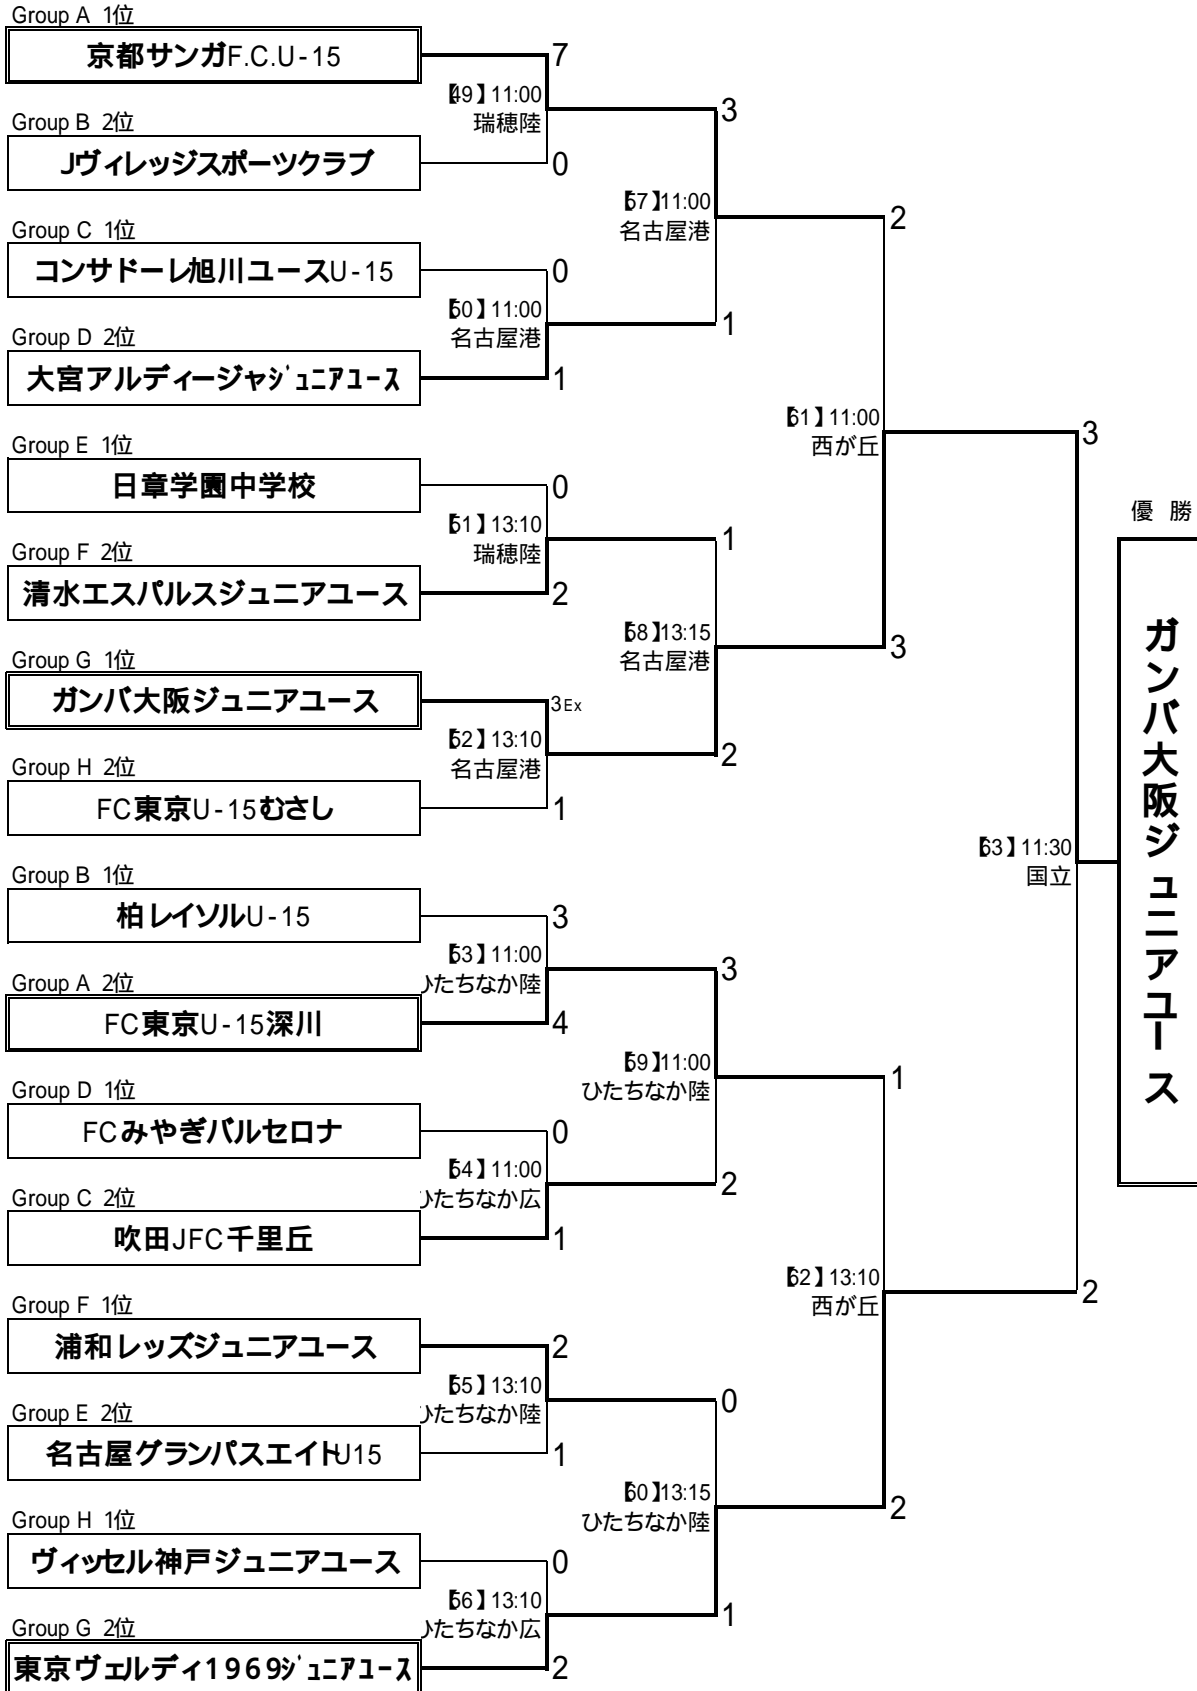 Group A 1位
京都サンガF.C.U-15
7
【49】11:00
瑞穂陸
3
Group B 2位
Jヴィレッジスポーツクラブ
0
【57】11:00
名古屋港
2
Group C 1位
コンサドーレ旭川ユースU-15
0
【50】11:00
名古屋港
1
Group D 2位
大宮アルディージャジュニアユース
1
【61】11:00
西が丘
3
Group E 1位
日章学園中学校
0
優 勝
【51】13:10
瑞穂陸
1
Group F 2位
清水エスパルスジュニアユース
2
【58】13:15
名古屋港
3
Group G 1位
ガンバ大阪ジュニアユース
3Ex
【52】13:10
名古屋港
2
Group H 2位
FC東京U-15むさし
1
【63】11:30
国立
ガンバ大阪ジュニアユース
Group B 1位
柏レイソルU-15
3
【53】11:00
ひたちなか陸
3
Group A 2位
FC東京U-15深川
4
【59】11:00
ひたちなか陸
1
Group D 1位
FCみやぎバルセロナ
0
【54】11:00
ひたちなか広
2
Group C 2位
吹田JFC千里丘
1
【62】13:10
西が丘
2
Group F 1位
浦和レッズジュニアユース
2
【55】13:10
ひたちなか陸
0
Group E 2位
名古屋グランパスエイトU15
1
【60】13:15
ひたちなか陸
2
Group H 1位
ヴィッセル神戸ジュニアユース
0
【56】13:10
ひたちなか広
1
Group G 2位
東京ヴェルディ1969ジュニアユース
2